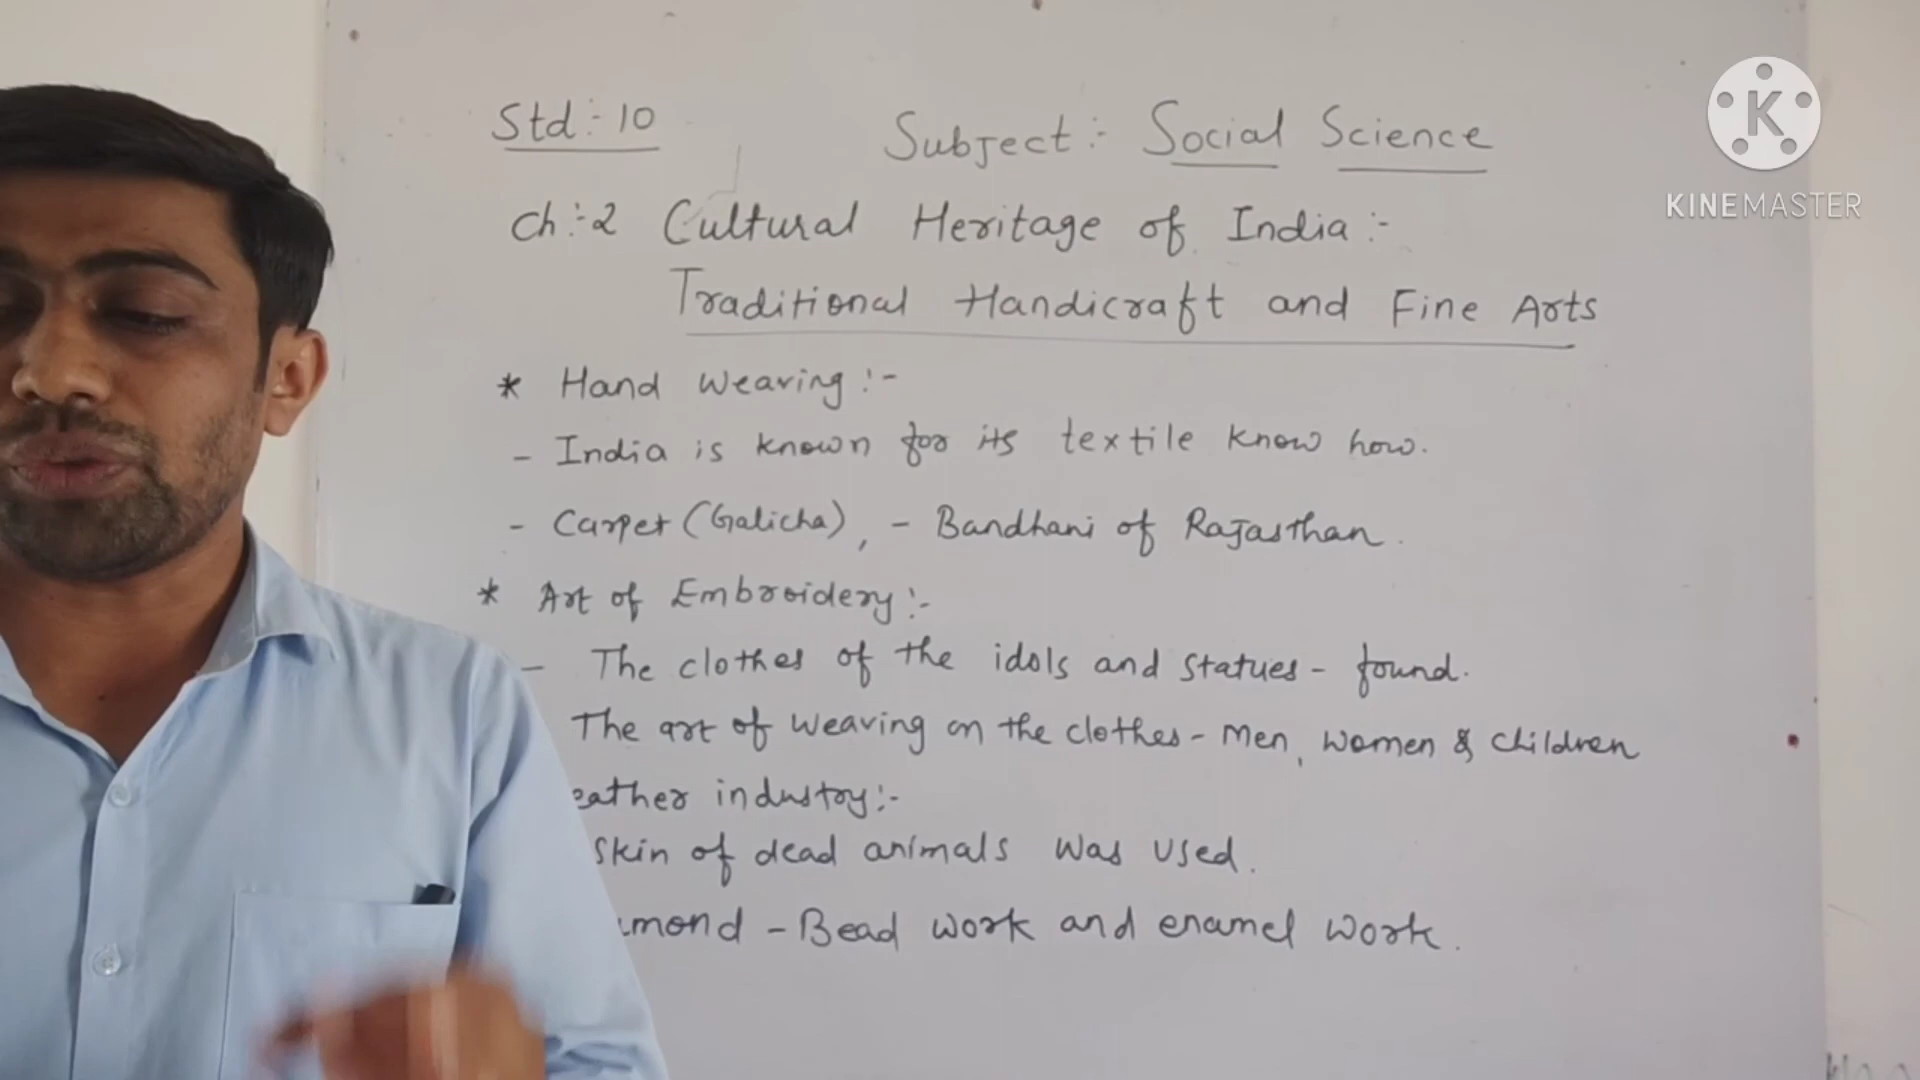 Std:- 10 Subject:- Social Science
Ch:-2 Cultural Heritage of India:-
Traditional Handicraft and Fine Arts
* Hand Weaving:-
- India is known for its textile know how.
- Carpet (Galicha), - Bandhani of Rajasthan.
* Art of Embroidery:-
- The clothes of the idols and statues - found.
The art of weaving on the clothes - Men, women & children
eather industry:-
Skin of dead animals was used.
mond - Bead work and enamel work.
K
KINEMASTER